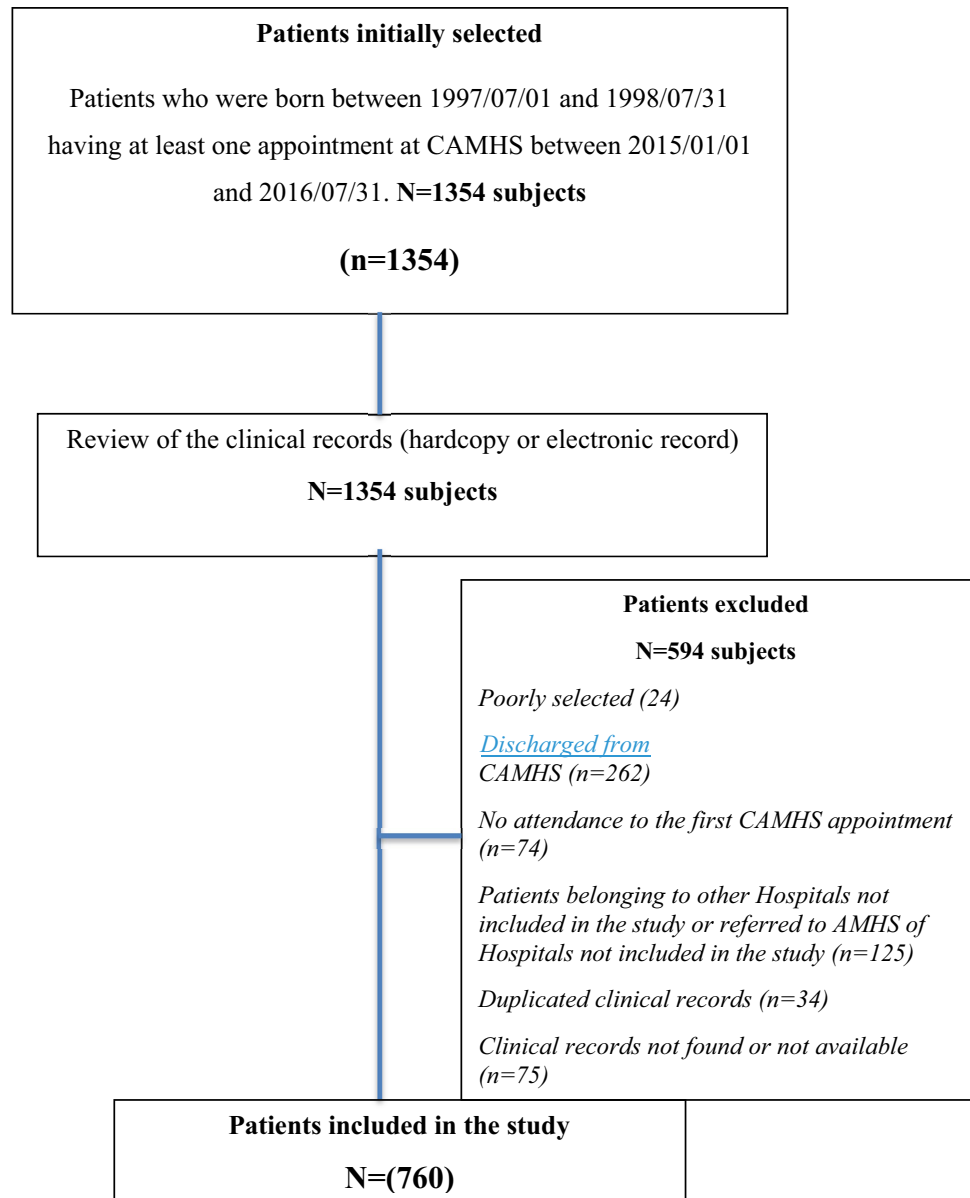 Patients initially selected
Patients who were born between 1997/07/01 and 1998/07/31
having at least one appointment at CAMHS between 2015/01/01
and 2016/07/31. N=1354 subjects
(n=1354)
Review of the clinical records (hardcopy or electronic record)
N=1354 subjects
Patients excluded
N=594 subjects
Poorly selected (24)
Discharged from
CAMHS (n=262)
No attendance to the first CAMHS appointment
(n=74)
Patients belonging to other Hospitals not
included in the study or referred to AMHS of
Hospitals not included in the study (n=125)
Duplicated clinical records (n=34)
Clinical records not found or not available
(n=75)
Patients included in the study
N=(760)